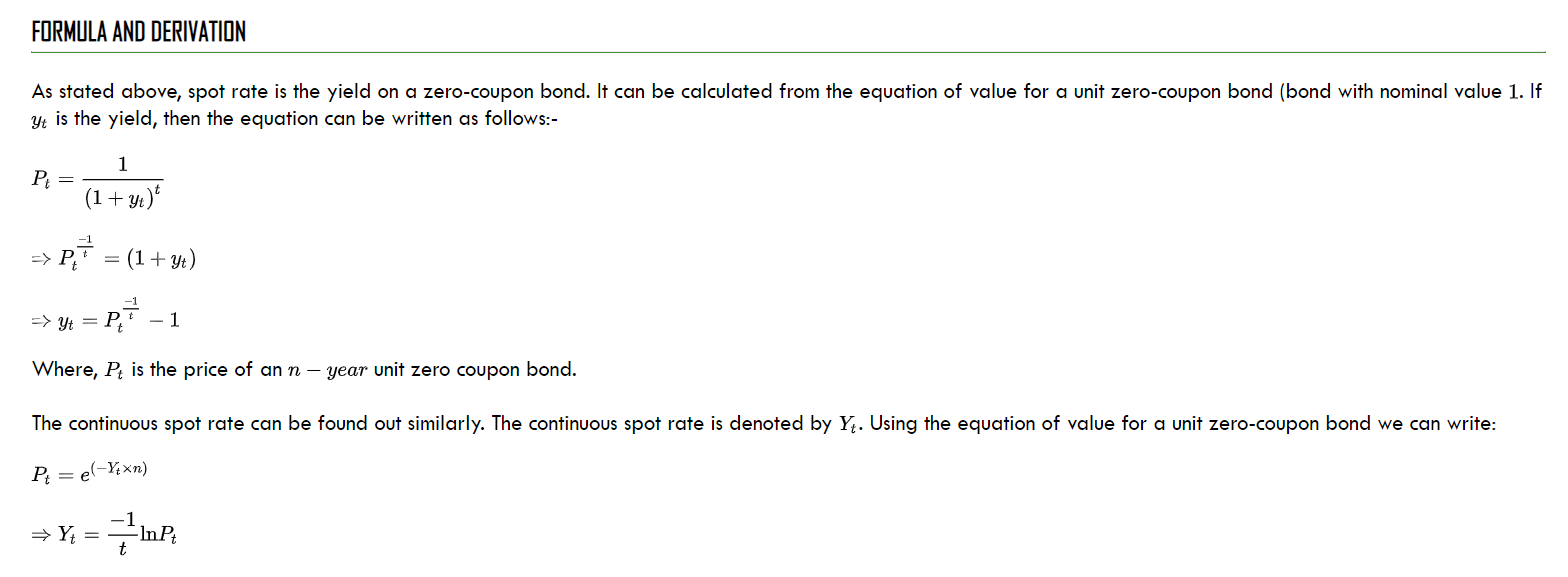 FORMULA AND DERIVATION
As stated above, spot rate is the yield on a zero-coupon bond. It can be calculated from the equation of value for a unit zero-coupon bond (bond with nominal value 1. If
y_t is the yield, then the equation can be written as follows:-
P_t = \frac{1}{(1 + y_t)^t}
=> P_t^{\frac{-1}{t}} = (1 + y_t)
=> y_t = P_t^{\frac{-1}{t}} − 1
Where, P_t is the price of an n − year unit zero coupon bond.
The continuous spot rate can be found out similarly. The continuous spot rate is denoted by Y_t. Using the equation of value for a unit zero-coupon bond we can write:
P_t = e^{(−Y_t×n)}
⇒ Y_t = \frac{−1}{t} ln P_t